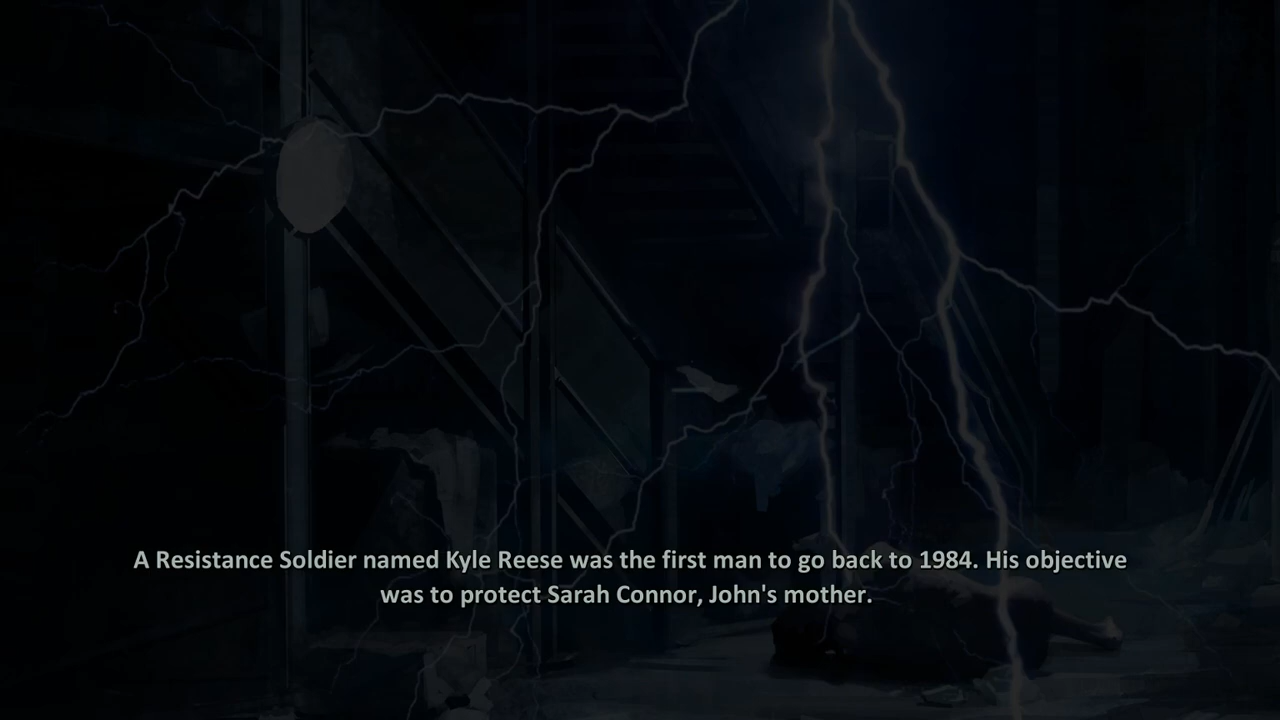 A Resistance Soldier named Kyle Reese was the first man to go back to 1984. His objective
was to protect Sarah Connor, John's mother.